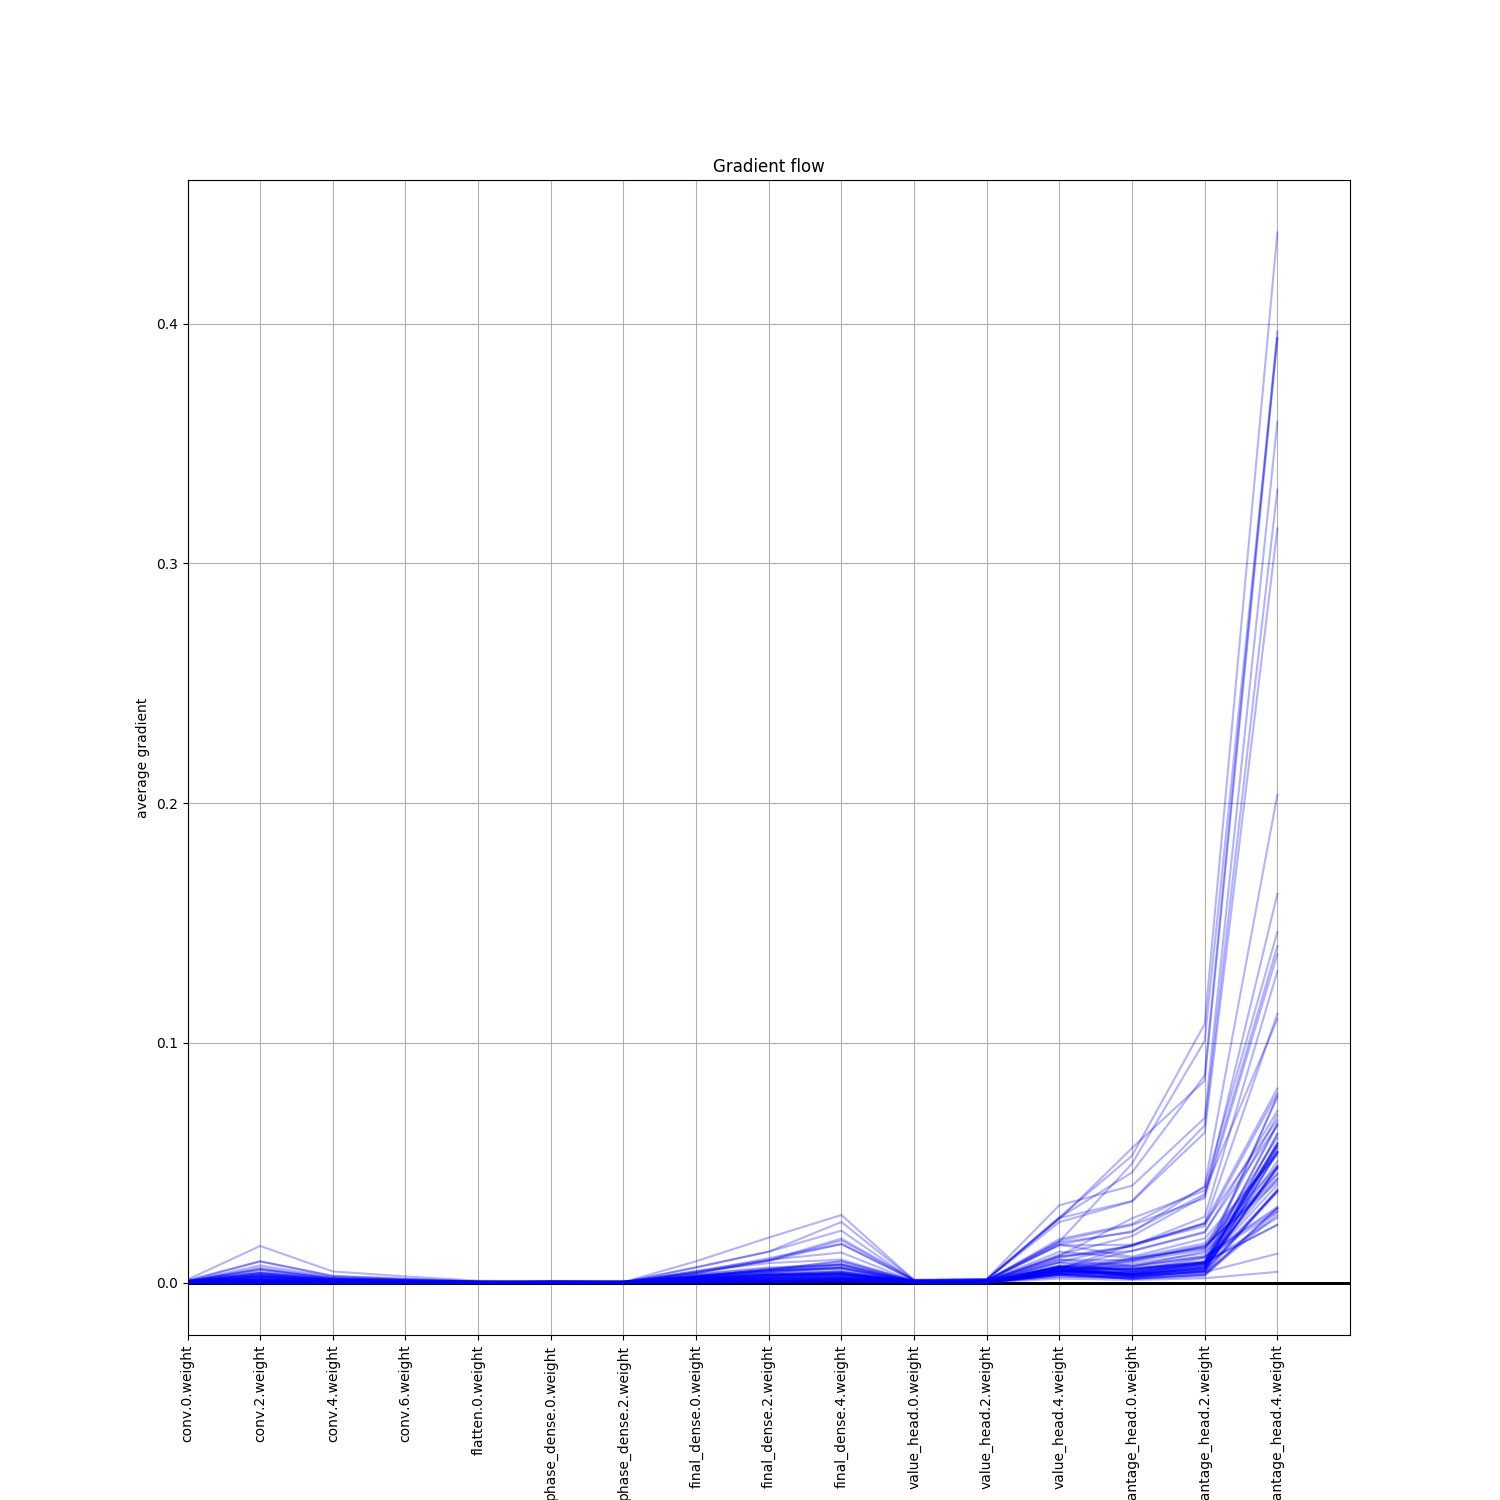 Gradient flow
average gradient
0.4
0.3
0.2
0.1
0.0
conv.0.weight
conv.2.weight
conv.4.weight
conv.6.weight
flatten.0.weight
phase_dense.0.weight
phase_dense.2.weight
final_dense.0.weight
final_dense.2.weight
final_dense.4.weight
value_head.0.weight
value_head.2.weight
value_head.4.weight
antage_head.0.weight
antage_head.2.weight
antage_head.4.weight